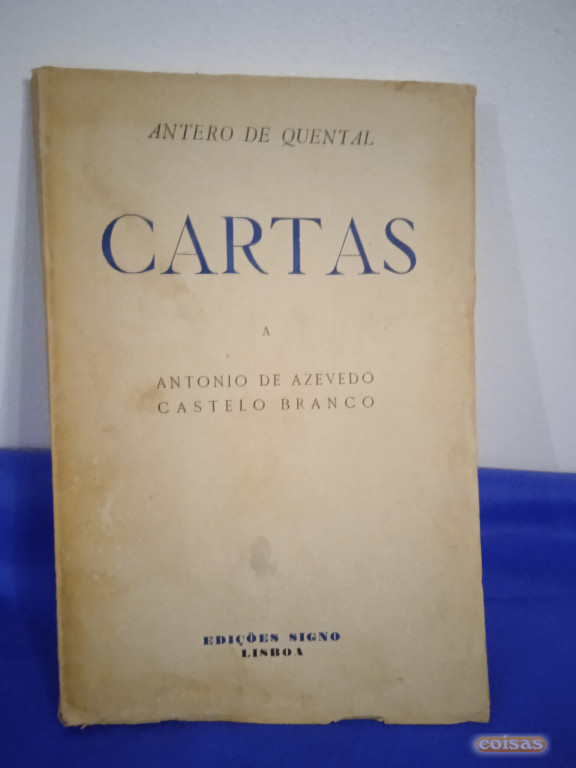 ANTERO DE QUENTAL
CARTAS
A
ANTONIO DE AZEVEDO
CASTELO BRANCO
EDIÇÕES SIGNO
LISBOA
coisas